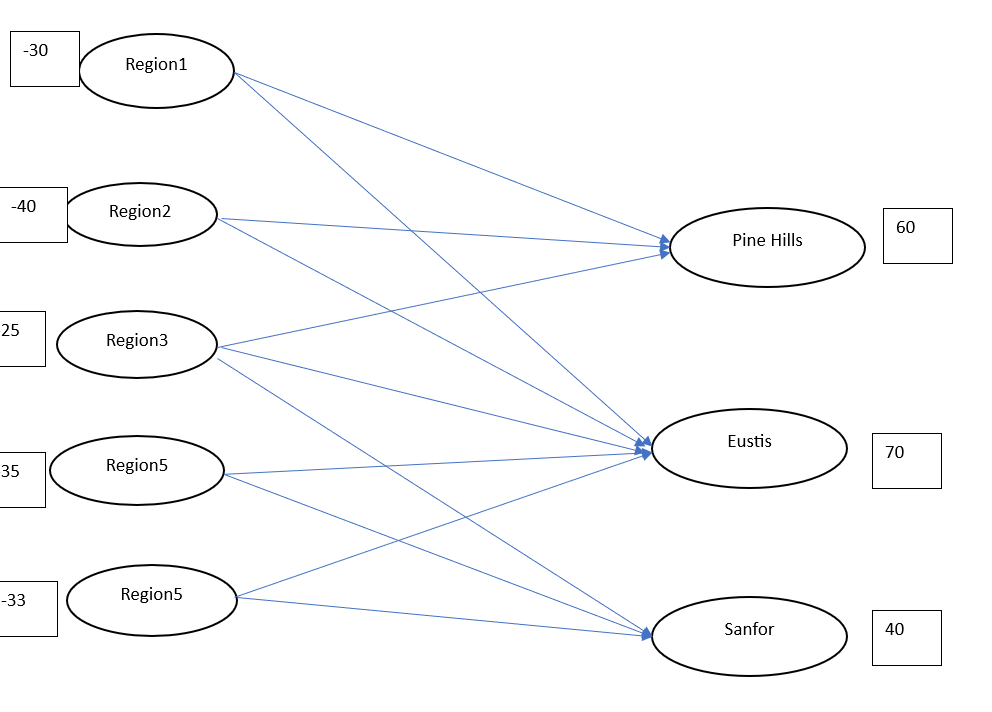 -30
Region1
-40
Region2
Pine Hills
60
25
Region3
Eustis
70
35
Region5
-33
Region5
Sanfor
40